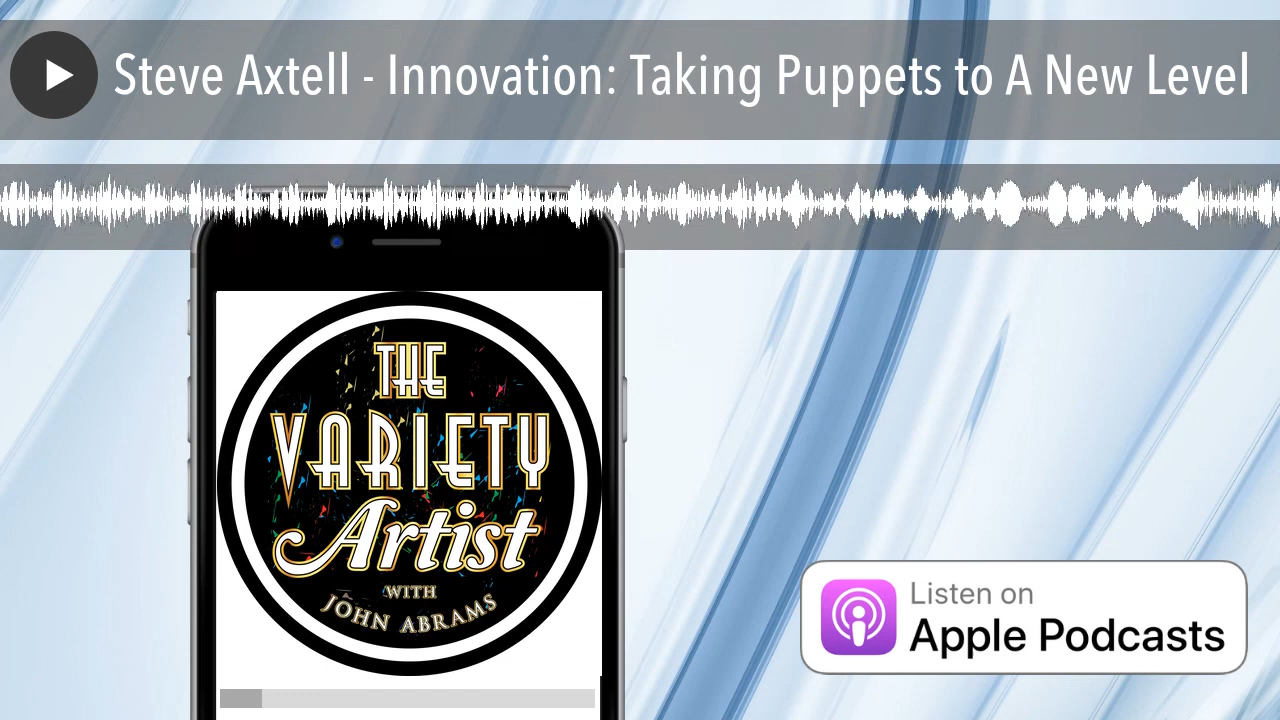 Steve Axtell - Innovation: Taking Puppets to A New Level
THE
VARIETY
Artist
WITH
JOHN ABRAMS
Listen on
Apple Podcasts